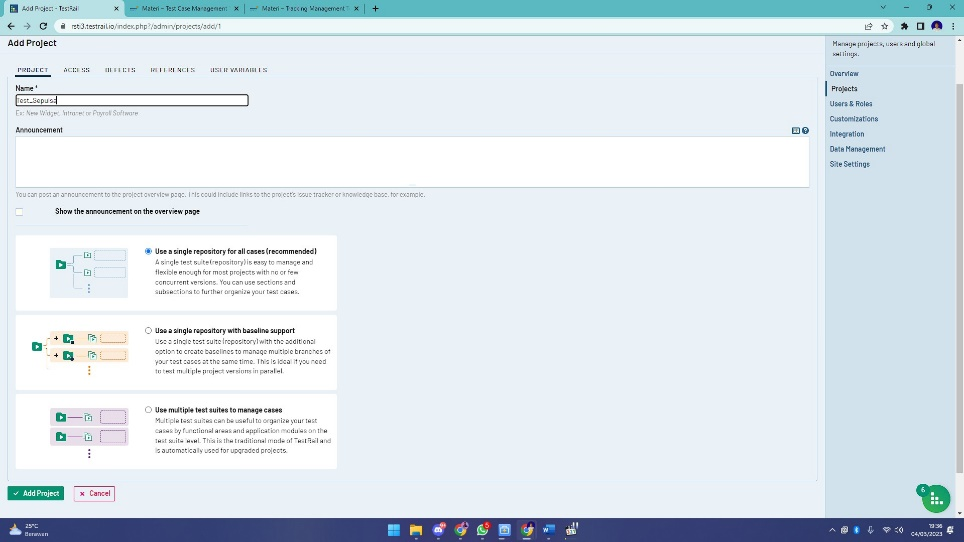 Add Project - TestRail
Materi – Test Case Management
Materi – Tracking Management
rsti3.testrail.io/index.php?/admin/projects/add/1
Add Project
PROJECT ACCESS DEFECTS REFERENCES USER VARIABLES
Name *
Test_Sepulsa
Ex: New Widget, Intranet or Payroll Software
Announcement
You can post an announcement to the project overview page. This could include links to the project's issue tracker or knowledge base, for example.
Show the announcement on the overview page
Use a single repository for all cases (recommended)
A single test suite (repository) is easy to manage and
flexible enough for most projects with no or few
concurrent versions. You can use sections and
subsections to further organize your test cases.
Use a single repository with baseline support
Use a single test suite (repository) with the additional
option to create baselines to manage multiple branches of
your test cases at the same time. This is ideal if you need
to test multiple project versions in parallel.
Use multiple test suites to manage cases
Multiple test suites can be useful to organize your test
cases by functional areas and application modules on the
test suite level. This is the traditional mode of TestRail
and is automatically used for upgraded projects.
Add Project
Cancel
Manage projects, users and global
settings.
Overview
Projects
Users & Roles
Customizations
Integration
Data Management
Site Settings
6
25°C
Berawan
19:36
04/03/2023